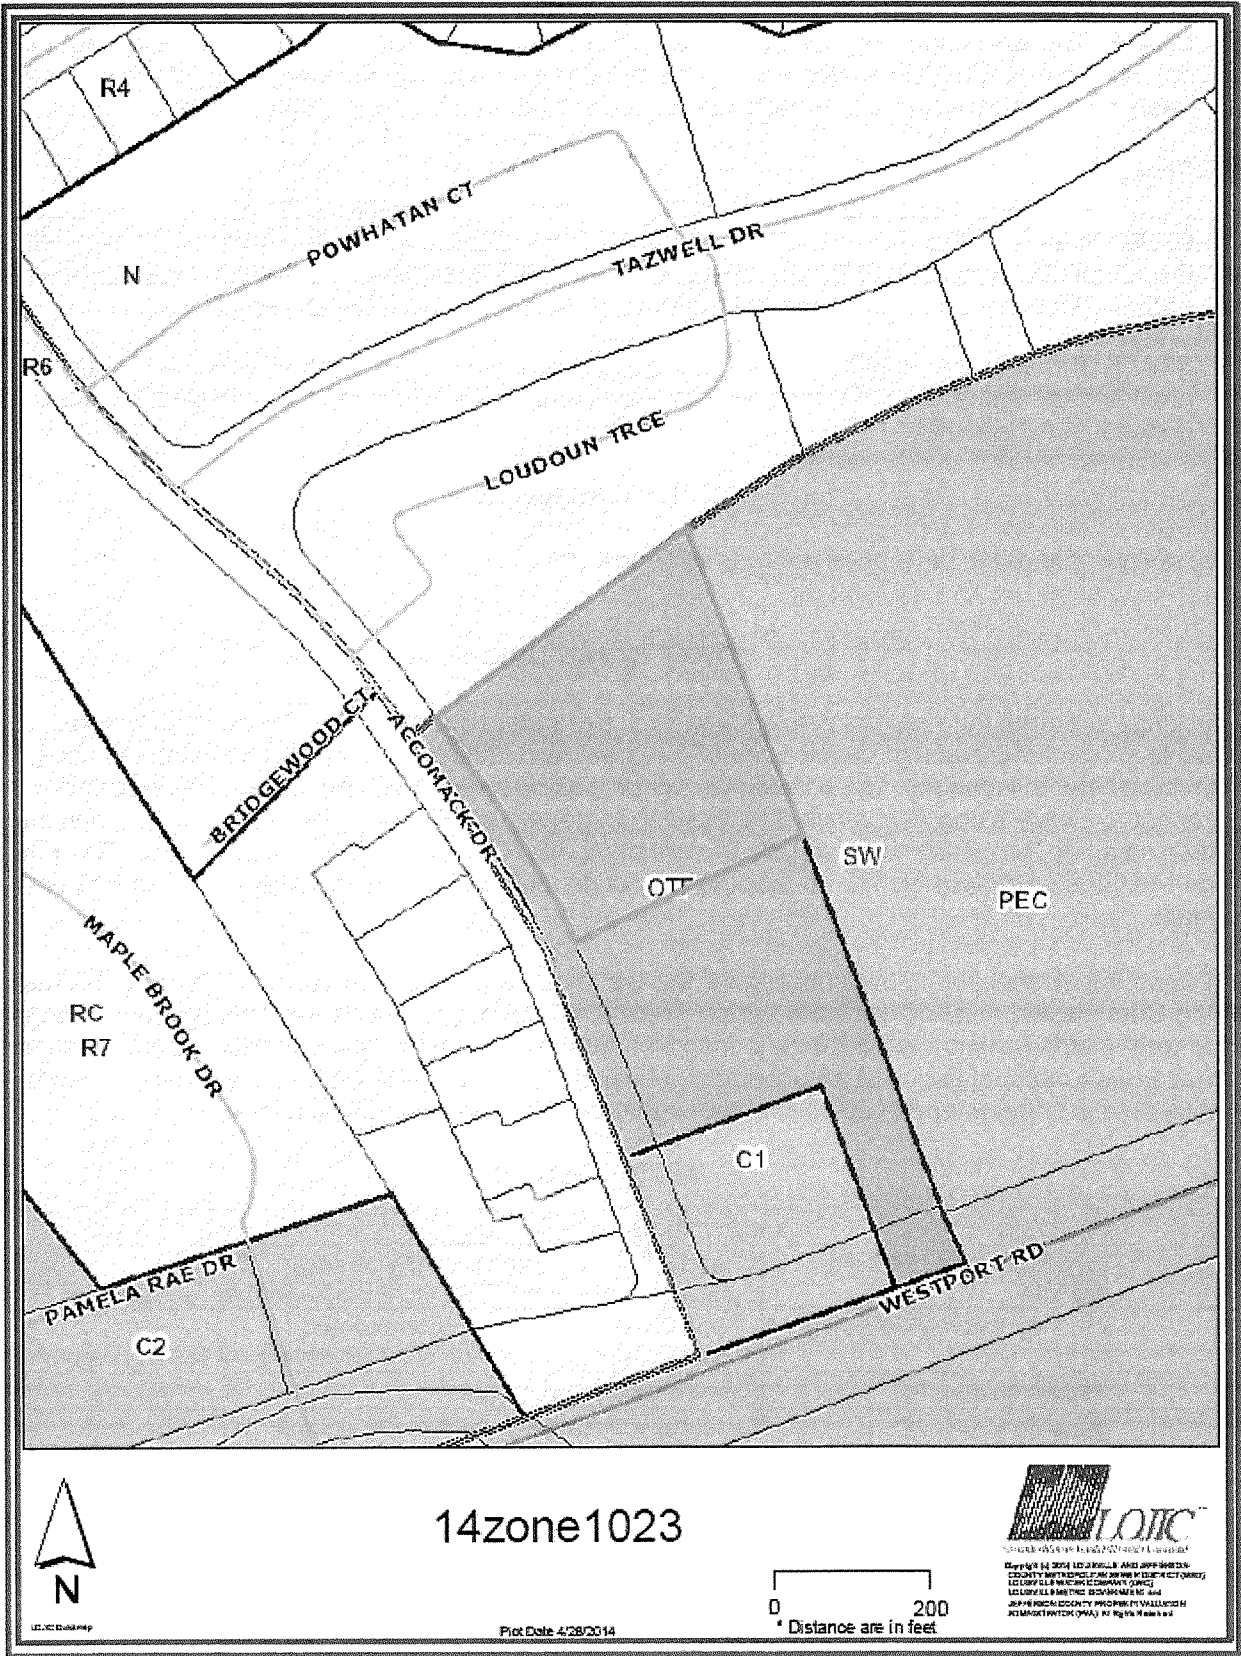 R4
POWHATAN CT
TAZWELL DR
N
R6
LOUDOUN TRCE
BRIDGEWOOD CT
ACCOMACK DR
SW
OTF
PEC
MAPLE BROOK DR
RC
R7
C1
PAMELA RAE DR
WESTPORT RD
C2
14zone1023
LOJIC
N
0 200
* Distance are in feet
Plot Date 4/28/2014